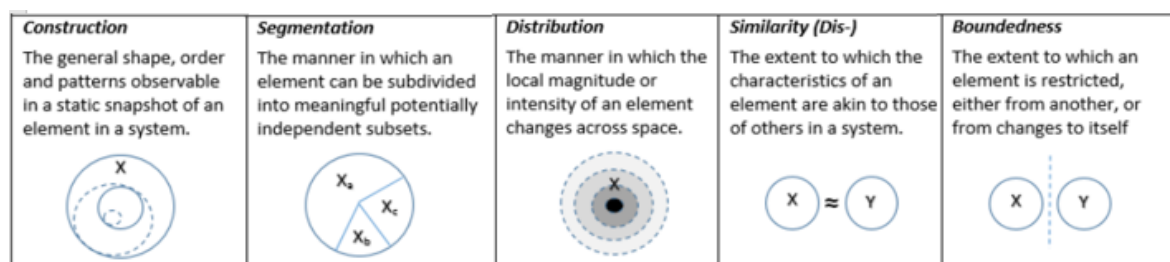 Construction
The general shape, order
and patterns observable
in a static snapshot of an
element in a system.
X
Segmentation
The manner in which an
element can be subdivided
into meaningful potentially
independent subsets.
Xa
Xc
Xb
Distribution
The manner in which the
local magnitude or
intensity of an element
changes across space.
X
Similarity (Dis-)
The extent to which the
characteristics of an
element are akin to those
of others in a system.
X ≈ Y
Boundedness
The extent to which an
element is restricted,
either from another, or
from changes to itself
X Y